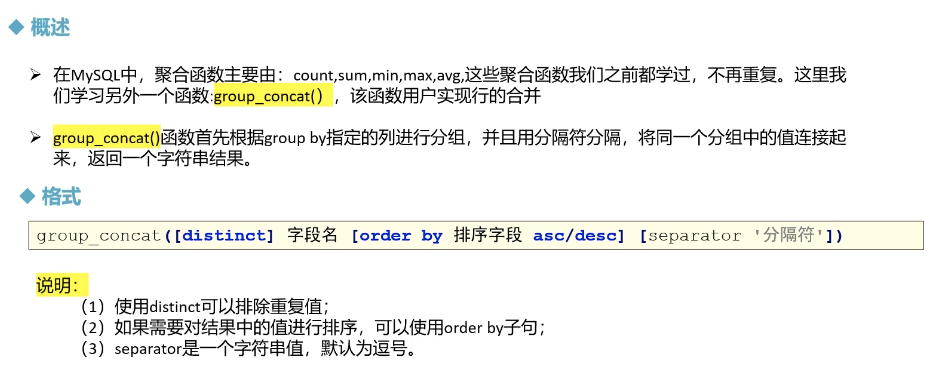 概述
在MySQL中，聚合函数主要由：count,sum,min,max,avg,这些聚合函数我们之前都学过，不再重复。这里我
们学习另外一个函数:group_concat()，该函数用户实现行的合并
group_concat()函数首先根据group by指定的列进行分组，并且用分隔符分隔，将同一个分组中的值连接起
来，返回一个字符串结果。
格式
group_concat([distinct] 字段名 [order by 排序字段 asc/desc] [separator '分隔符'])
说明：
（1）使用distinct可以排除重复值；
（2）如果需要对结果中的值进行排序，可以使用order by子句；
（3）separator是一个字符串值，默认为逗号。